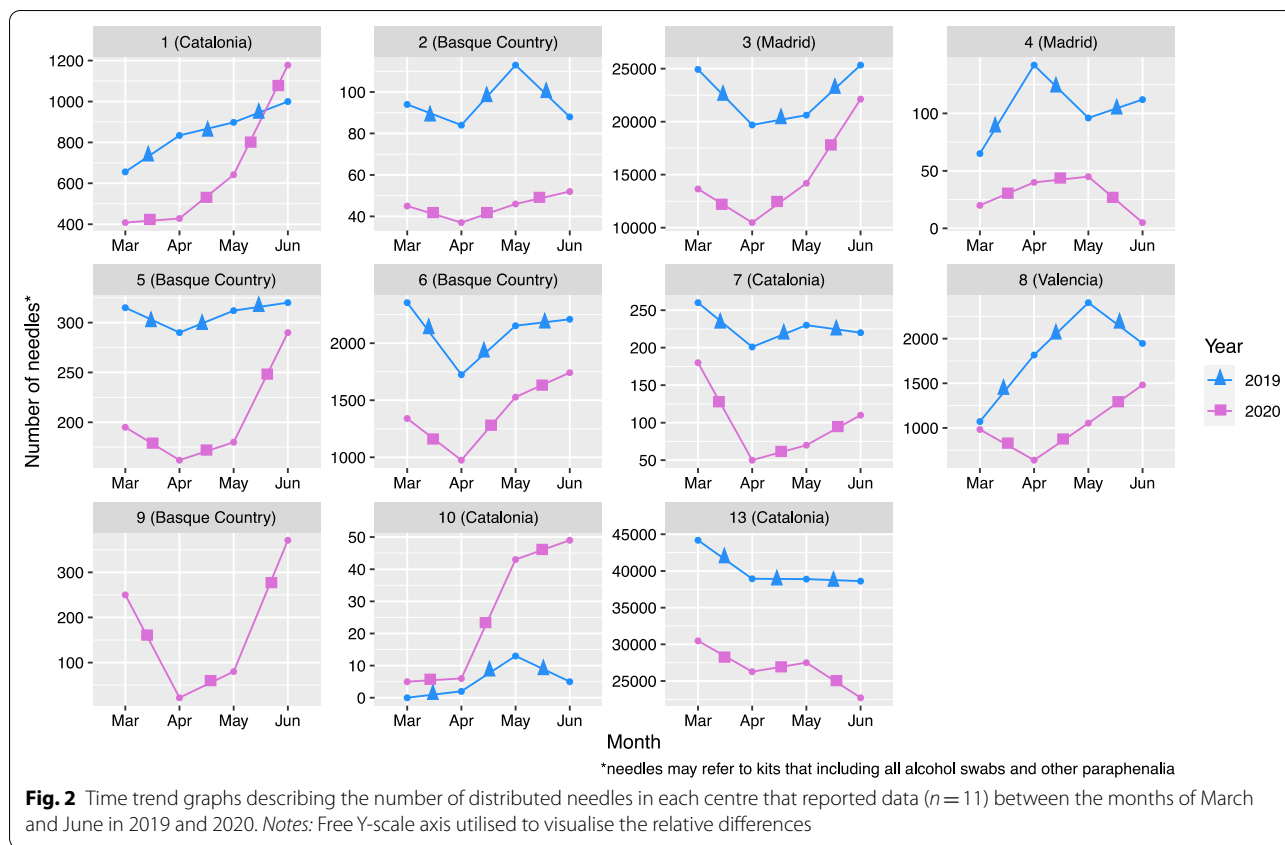 1 (Catalonia) 2 (Basque Country) 3 (Madrid) 4 (Madrid)
1200
1000
800
600
400
Mar Apr May Jun
100
80
60
40
Mar Apr May Jun
25000
20000
15000
10000
Mar Apr May Jun
100
50
0
Mar Apr May Jun
Number of needles*
5 (Basque Country) 6 (Basque Country) 7 (Catalonia) 8 (Valencia)
300
250
200
Mar Apr May Jun
2000
1500
1000
Mar Apr May Jun
250
200
150
100
50
Mar Apr May Jun
2000
1500
1000
Mar Apr May Jun
Year
2019
2020
9 (Basque Country) 10 (Catalonia) 13 (Catalonia)
300
200
100
Mar Apr May Jun
50
40
30
20
10
0
Mar Apr May Jun
45000
40000
35000
30000
25000
Mar Apr May Jun
Month
*needles may refer to kits that including all alcohol swabs and other paraphenalia
Fig. 2 Time trend graphs describing the number of distributed needles in each centre that reported data (n = 11) between the months of March
and June in 2019 and 2020. Notes: Free Y-scale axis utilised to visualise the relative differences